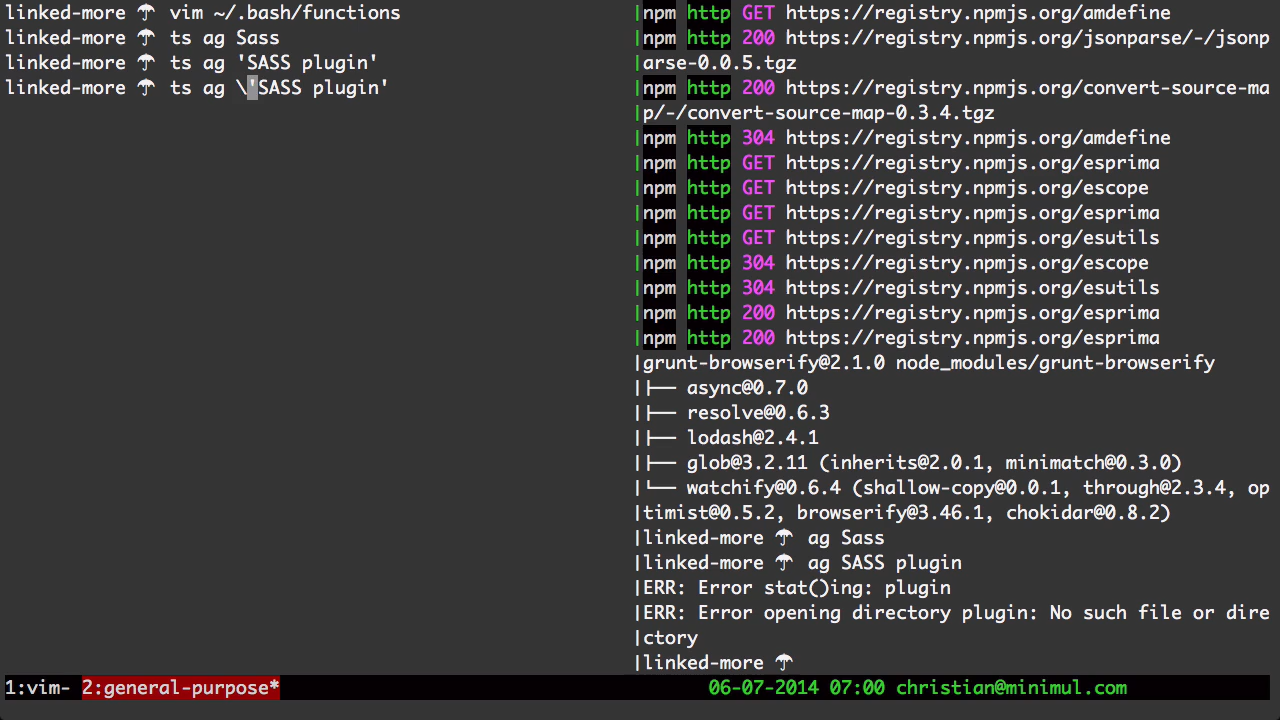 linked-more ☂ vim ~/.bash/functions
linked-more ☂ ts ag Sass
linked-more ☂ ts ag 'SASS plugin'
linked-more ☂ ts ag \'SASS plugin'
|npm http GET https://registry.npmjs.org/amdefine
|npm http 200 https://registry.npmjs.org/jsonparse/-/jsonp
|arse-0.0.5.tgz
|npm http 200 https://registry.npmjs.org/convert-source-ma
|p/-/convert-source-map-0.3.4.tgz
|npm http 304 https://registry.npmjs.org/amdefine
|npm http GET https://registry.npmjs.org/esprima
|npm http GET https://registry.npmjs.org/escope
|npm http GET https://registry.npmjs.org/esprima
|npm http GET https://registry.npmjs.org/esutils
|npm http 304 https://registry.npmjs.org/escope
|npm http 304 https://registry.npmjs.org/esutils
|npm http 200 https://registry.npmjs.org/esprima
|npm http 200 https://registry.npmjs.org/esprima
|grunt-browserify@2.1.0 node_modules/grunt-browserify
|├── async@0.7.0
|├── resolve@0.6.3
|├── lodash@2.4.1
|├── glob@3.2.11 (inherits@2.0.1, minimatch@0.3.0)
|└── watchify@0.6.4 (shallow-copy@0.0.1, through@2.3.4, op
|timist@0.5.2, browserify@3.46.1, chokidar@0.8.2)
|linked-more ☂ ag Sass
|linked-more ☂ ag SASS plugin
|ERR: Error stat()ing: plugin
|ERR: Error opening directory plugin: No such file or dire
|ctory
|linked-more ☂
1:vim- 2:general-purpose* 06-07-2014 07:00 christian@minimul.com